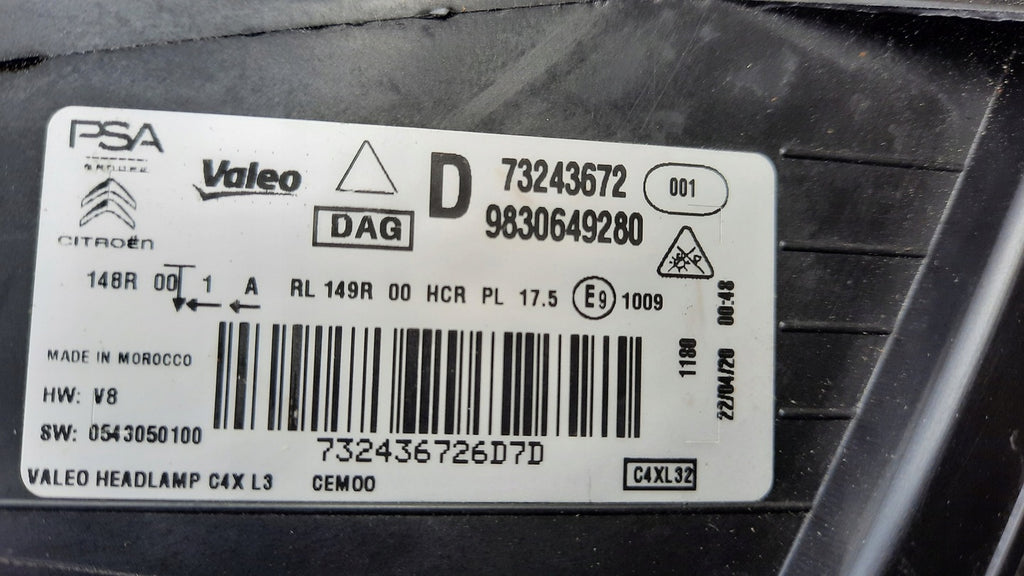 PSA
GROUPE
CITROËN
Valeo
DAG
D
73243672
9830649280
001
148R 00 1 A RL 149R 00 HCR PL 17.5 E9 1009
MADE IN MOROCCO
HW: V8
SW: 0543050100
732436726D7D
VALEO HEADLAMP C4X L3 CEM00
C4XL32
1180
22/04/20 00:48